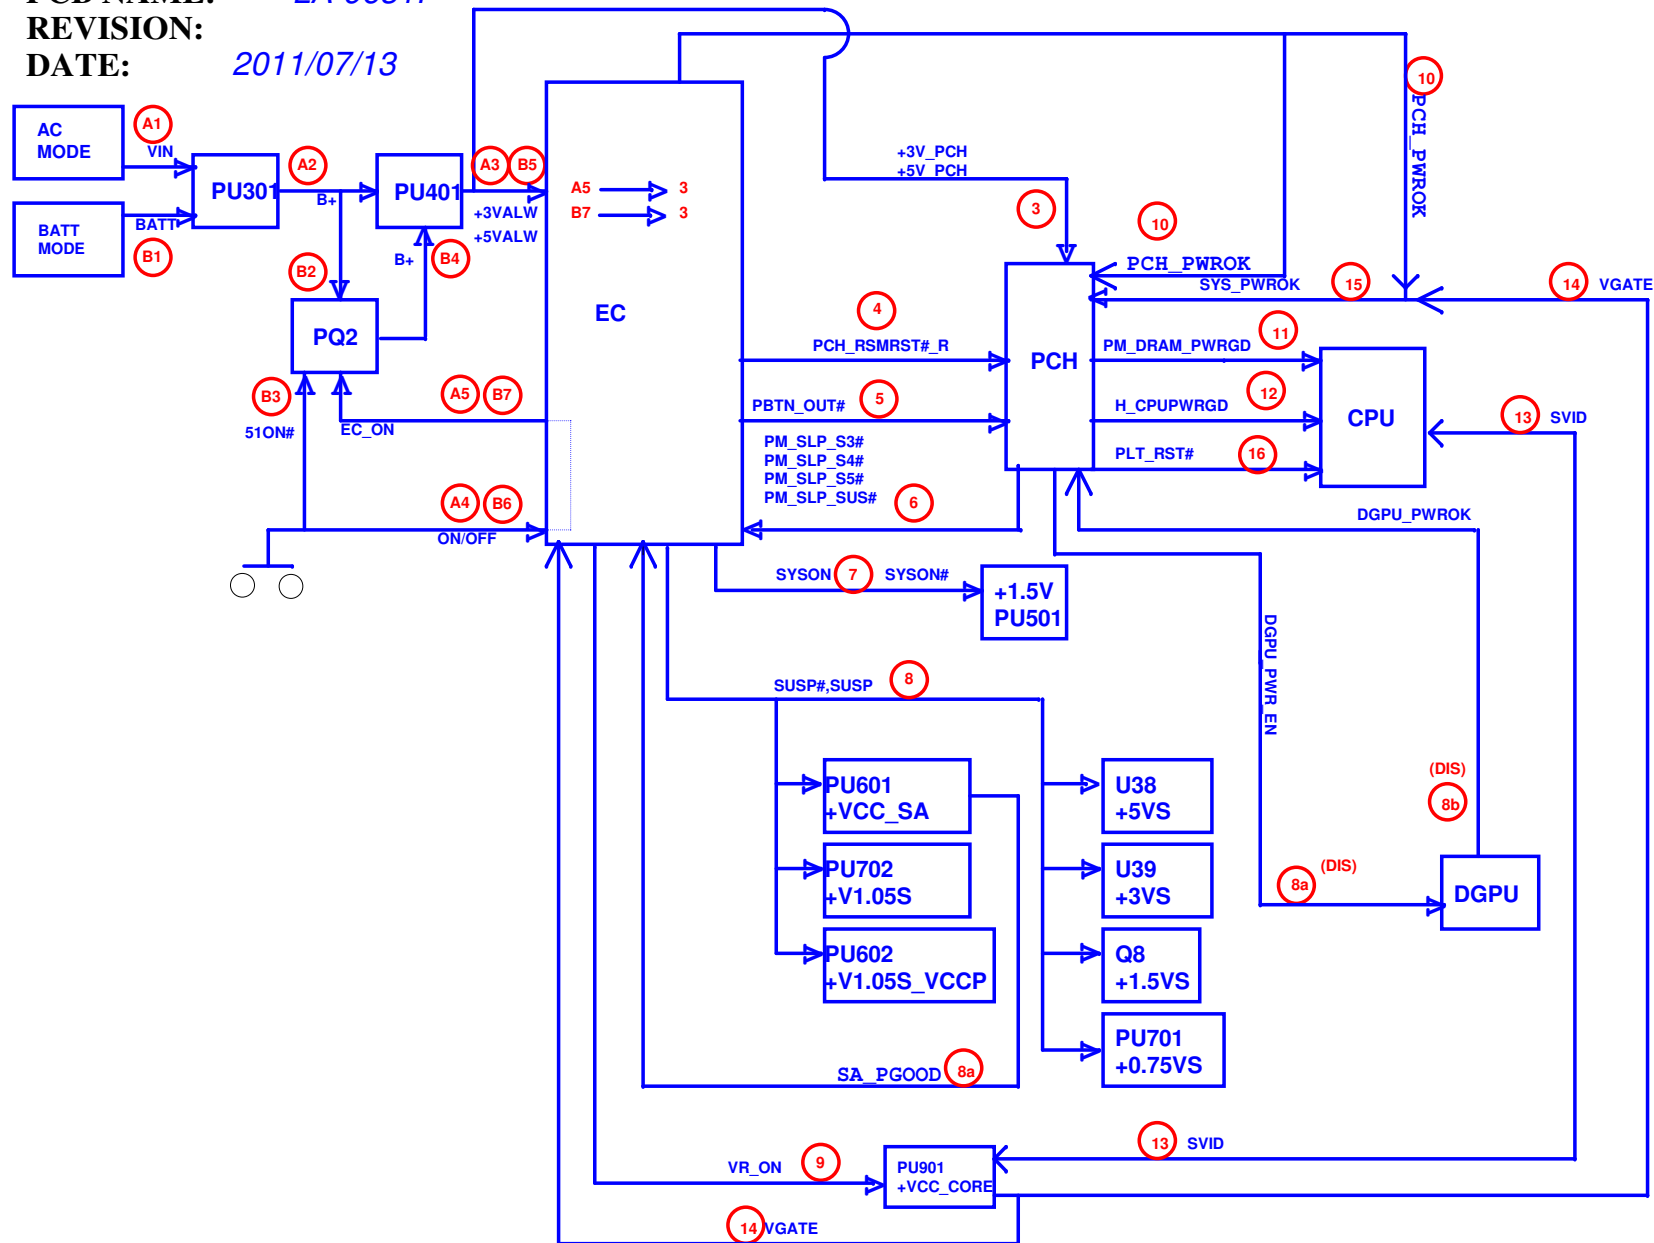 REVISION:
DATE: 2011/07/13
AC
MODE
A1
VIN
BATT
MODE
BATT
B1
PU301
A2
B+
PU401
A3 B5
+3VALW
+5VALW
B2
B+
B4
PQ2
B3
51ON#
A5 B7
EC_ON
A4 B6
ON/OFF
A5 3
B7 3
EC
+3V_PCH
+5V_PCH
3
10
PCH_PWROK
10
PCH_PWROK
SYS_PWROK 15
14 VGATE
4
PCH_RSMRST#_R
PBTN_OUT# 5
PM_SLP_S3#
PM_SLP_S4#
PM_SLP_S5#
PM_SLP_SUS# 6
PCH
11
PM_DRAM_PWRGD
12
H_CPUPWRGD
PLT_RST# 16
CPU
13 SVID
DGPU_PWROK
SYSON 7 SYSON#
+1.5V
PU501
DGPU_PWR_EN
SUSP#,SUSP 8
PU601
+VCC_SA
PU702
+V1.05S
PU602
+V1.05S_VCCP
U38
+5VS
U39
+3VS
Q8
+1.5VS
PU701
+0.75VS
(DIS)
8b
(DIS)
8a
DGPU
SA_PGOOD 8a
13 SVID
VR_ON 9
PU901
+VCC_CORE
14 VGATE